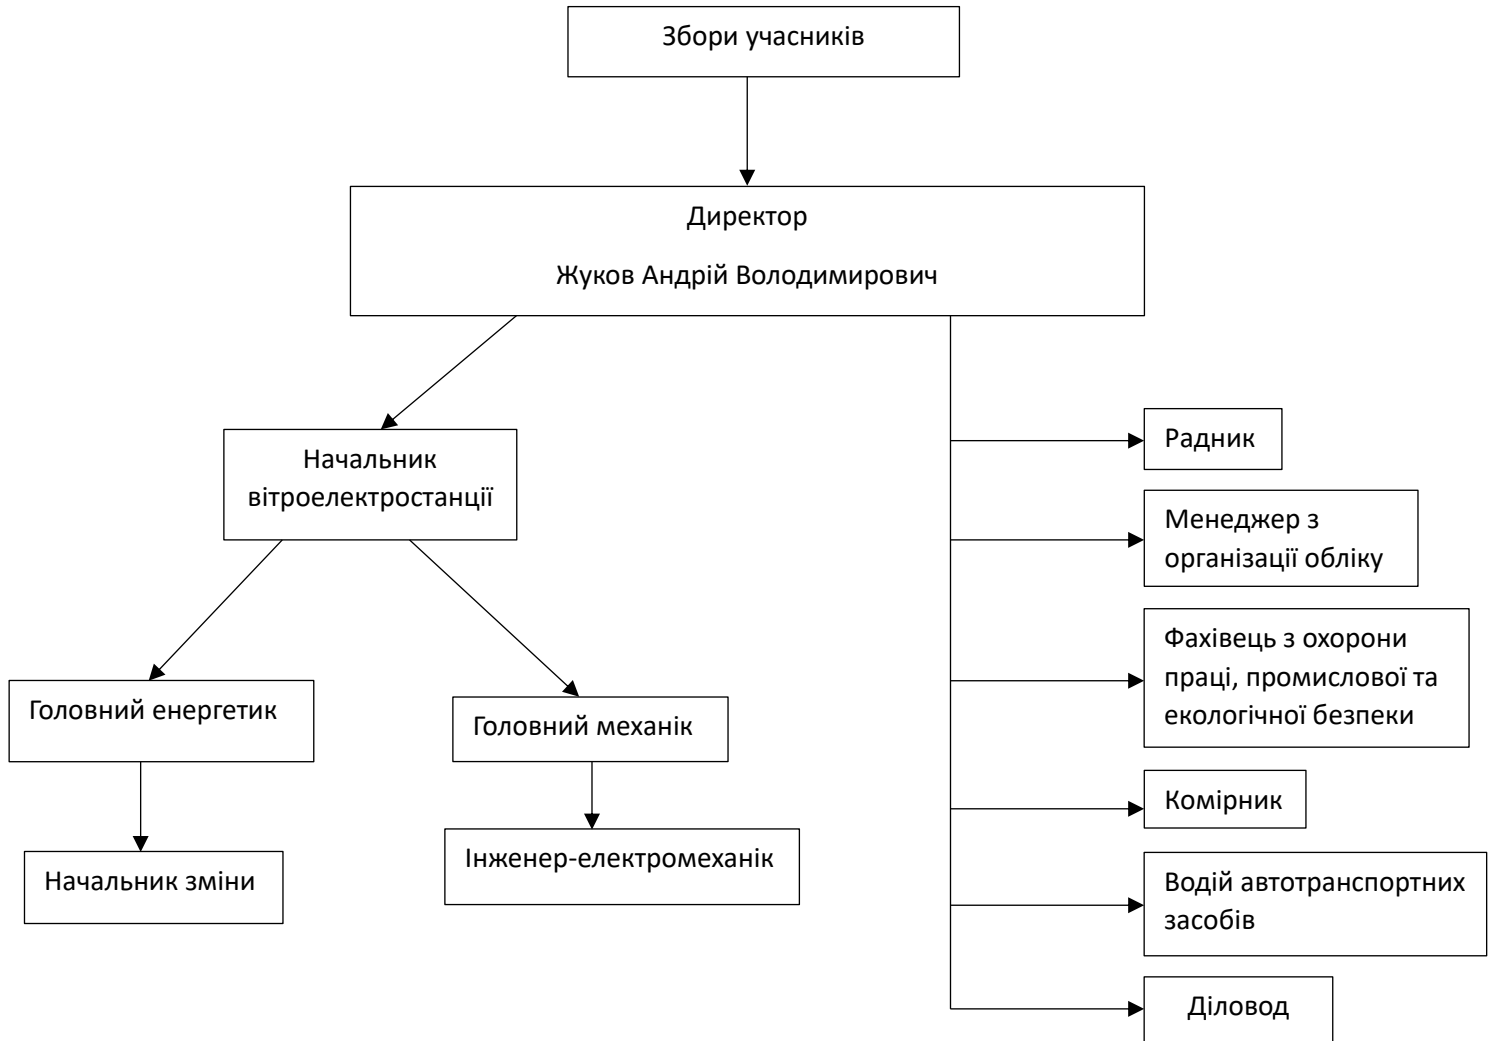 Збори учасників
Директор
Жуков Андрій Володимирович
Начальник
вітроелектростанції
Головний енергетик
Начальник зміни
Головний механік
Інженер-електромеханік
Радник
Менеджер з
організації обліку
Фахівець з охорони
праці, промислової та
екологічної безпеки
Комірник
Водій автотранспортних
засобів
Діловод